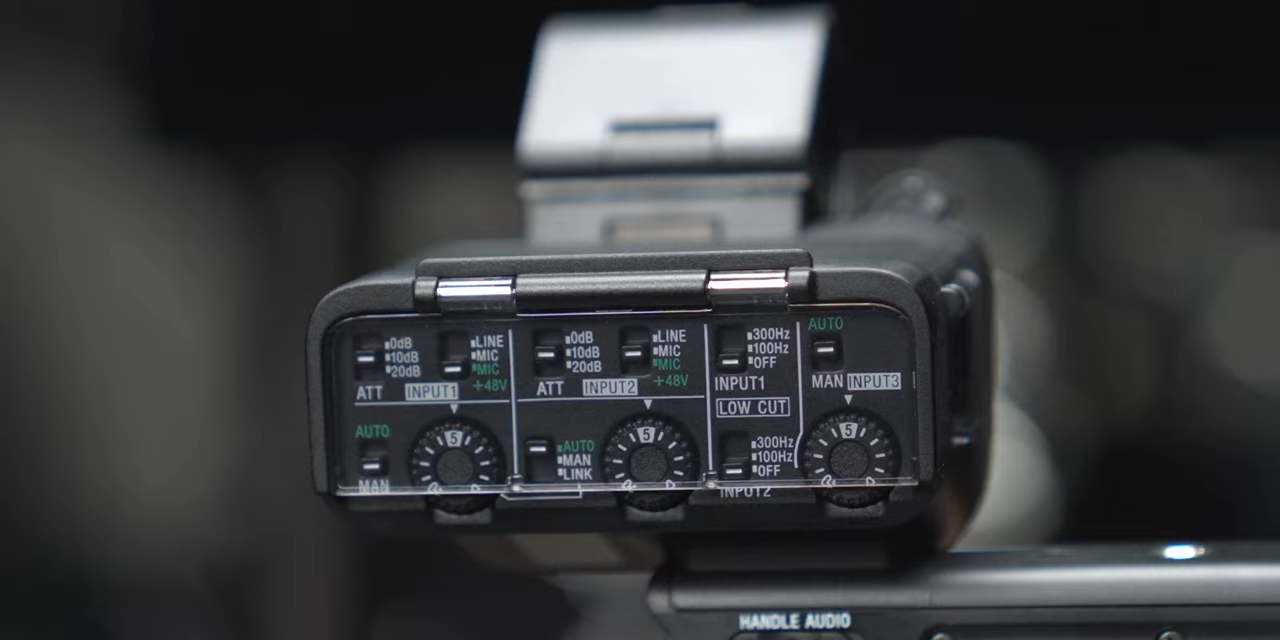 0dB
10dB
20dB
ATT
LINE
MIC
MIC
+48V
INPUT1
AUTO
MAN
5
0dB
10dB
20dB
ATT
LINE
MIC
MIC
+48V
INPUT2
AUTO
MAN
LINK
5
300Hz
100Hz
OFF
INPUT1
LOW CUT
300Hz
100Hz
OFF
INPUT2
AUTO
MAN INPUT3
5
HANDLE AUDIO